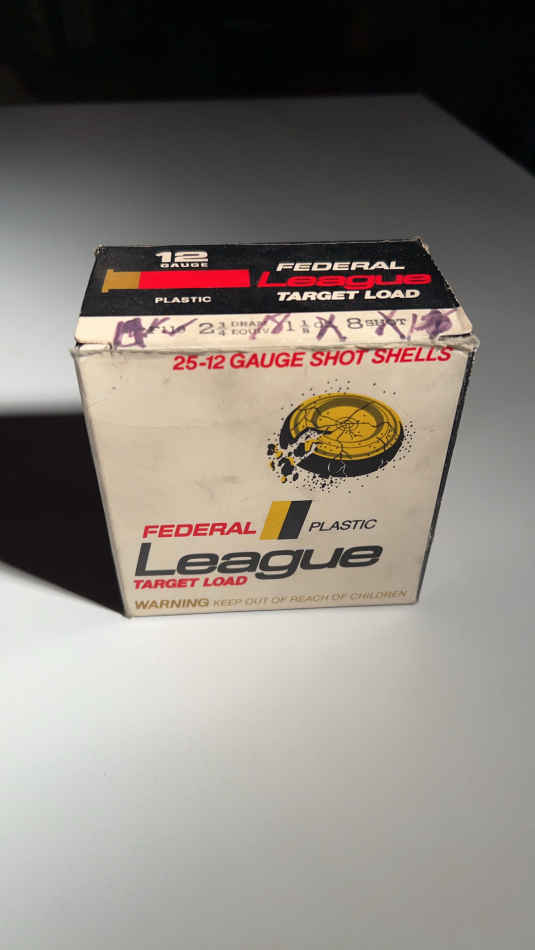 12
GAUGE
FEDERAL
League
TARGET LOAD
PLASTIC
2 3/4 DRAM EQUIV 1 1/8 8 SHOT
25-12 GAUGE SHOT SHELLS
FEDERAL PLASTIC
League
TARGET LOAD
WARNING KEEP OUT OF REACH OF CHILDREN